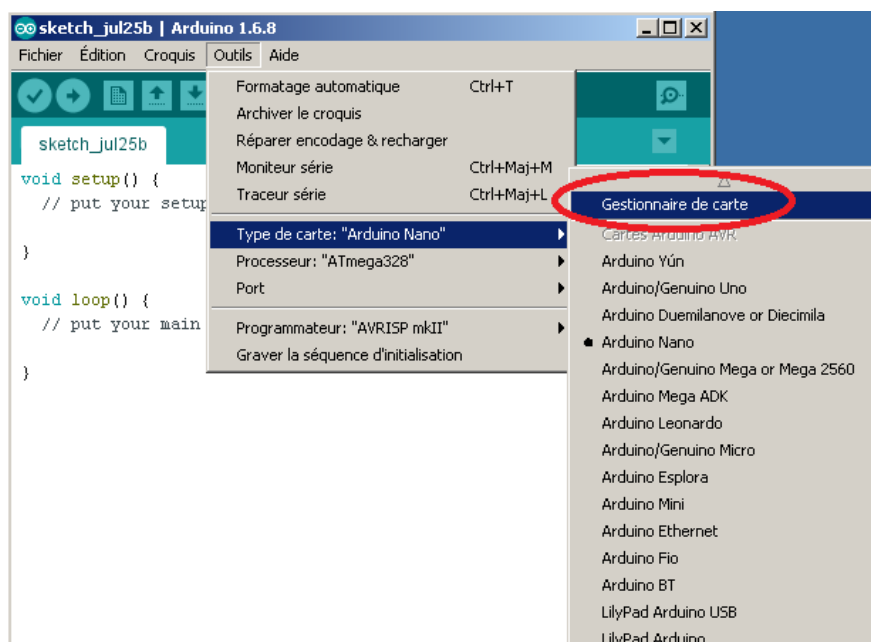 sketch_jul25b | Arduino 1.6.8
Fichier Édition Croquis Outils Aide
sketch_jul25b
void setup() {
// put your setup
}
void loop() {
// put your main
}
Formatage automatique Ctrl+T
Archiver le croquis
Réparer encodage & recharger
Moniteur série Ctrl+Maj+M
Traceur série Ctrl+Maj+L
Type de carte: "Arduino Nano"
Processeur: "ATmega328"
Port
Programmateur: "AVRISP mkII"
Graver la séquence d'initialisation
Gestionnaire de carte
Cartes Arduino AVR
Arduino Yún
Arduino/Genuino Uno
Arduino Duemilanove or Diecimila
Arduino Nano
Arduino/Genuino Mega or Mega 2560
Arduino Mega ADK
Arduino Leonardo
Arduino/Genuino Micro
Arduino Esplora
Arduino Mini
Arduino Ethernet
Arduino Fio
Arduino BT
LilyPad Arduino USB
LilyPad Arduino